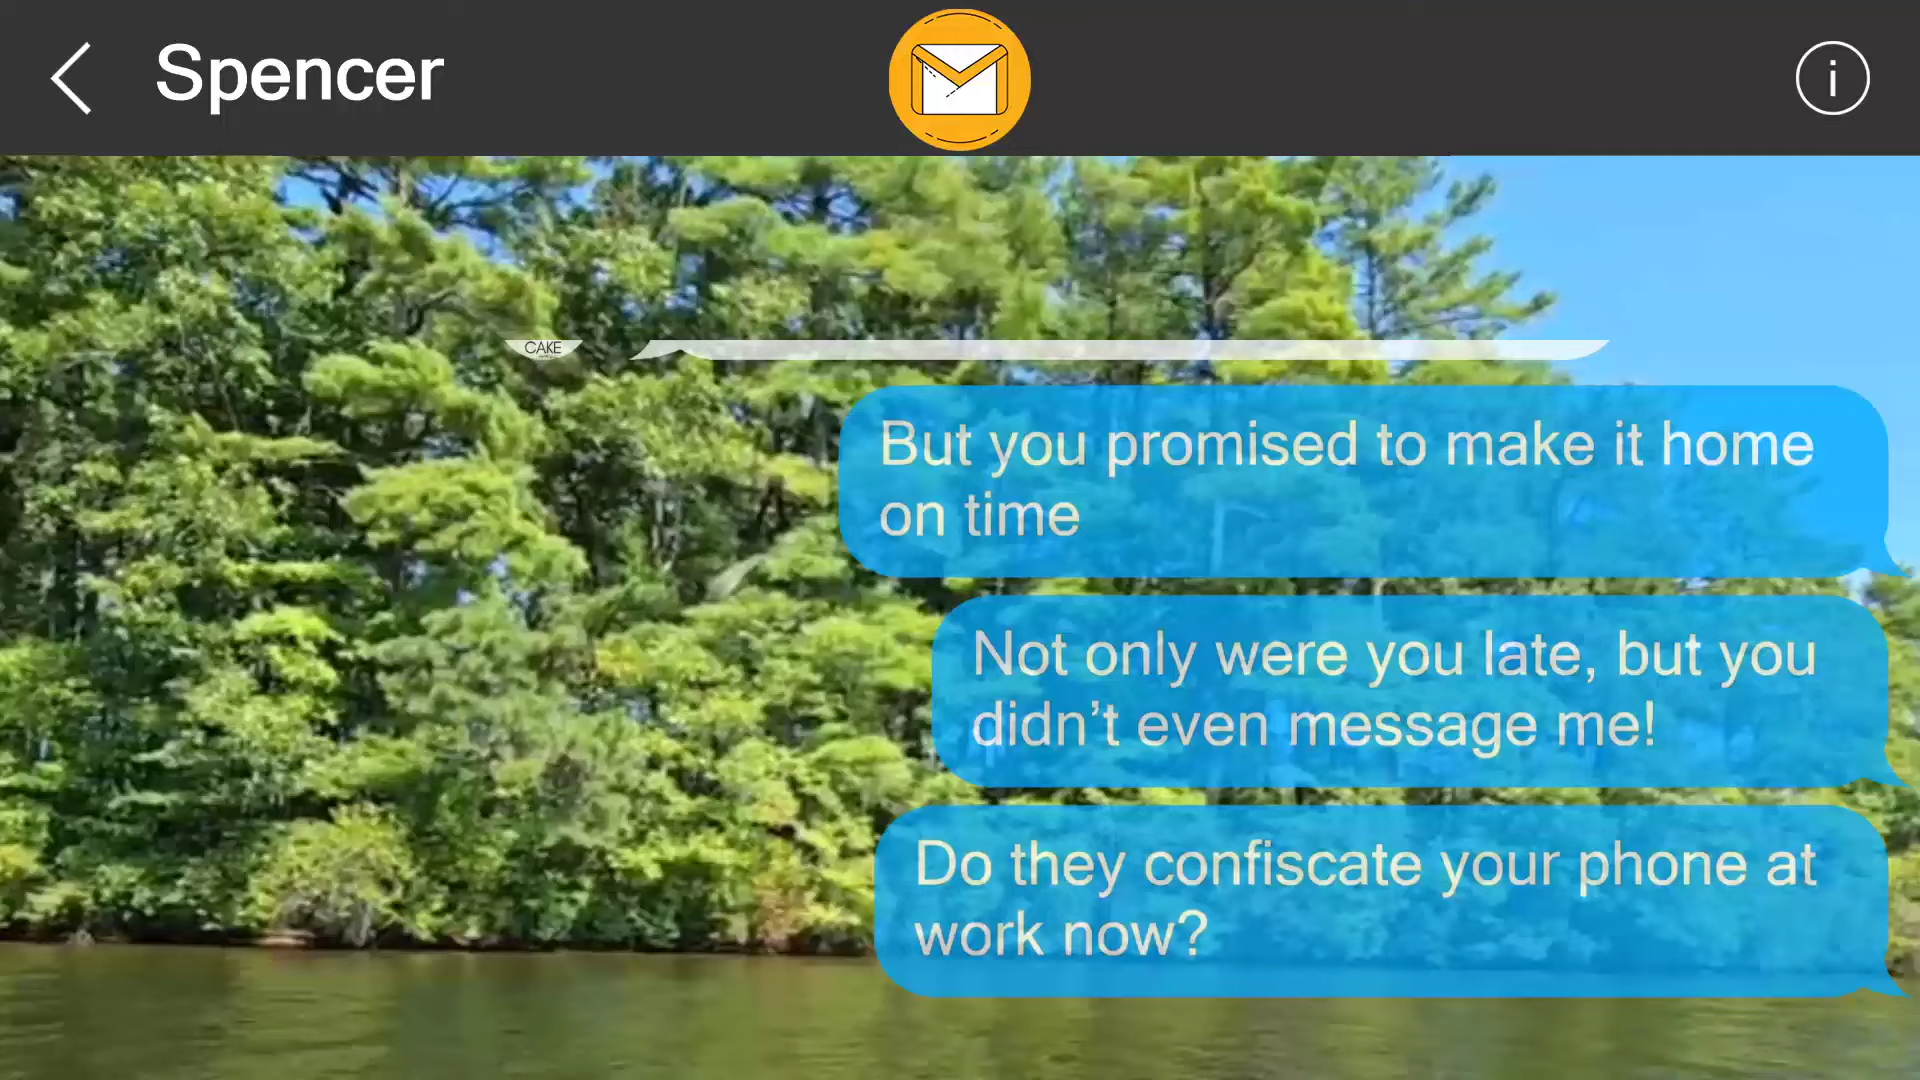 Spencer
CAKE
But you promised to make it home
on time
Not only were you late, but you
didn’t even message me!
Do they confiscate your phone at
work now?